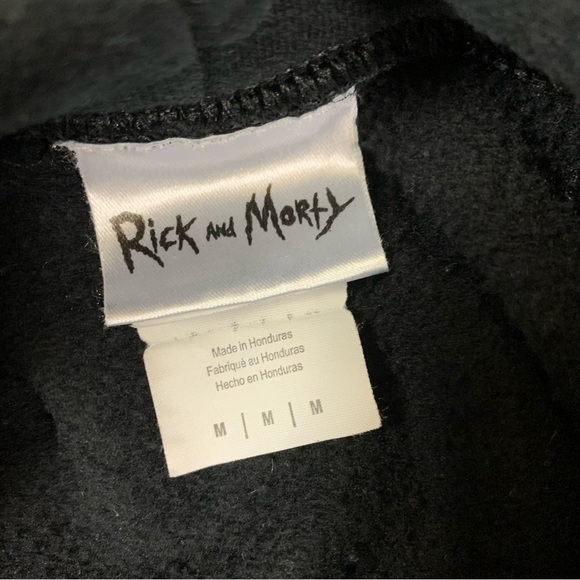 Rick and Morty
Made in Honduras
Fabriqué au Honduras
Hecho en Honduras
M | M | M